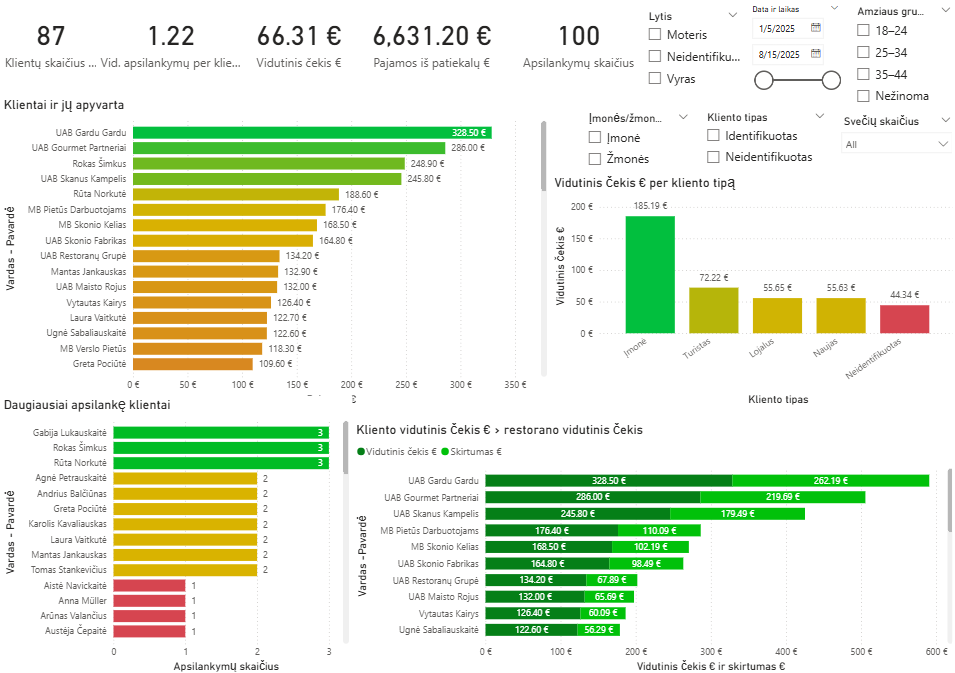 87
Klientų skaičius ...
1.22
Vid. apsilankymų per klie...
66.31 €
Vidutinis čekis €
6,631.20 €
Pajamos iš patiekalų €
100
Apsilankymų skaičius
Lytis
Moteris
Neidentifiku...
Vyras
Data ir laikas
1/5/2025
8/15/2025
Amziaus gru...
18–24
25–34
35–44
Nežinoma
Įmonės/žmon...
Įmonė
Žmonės
Kliento tipas
Identifikuotas
Neidentifikuotas
Svečių skaičius
All
Klientai ir jų apyvarta
Vardas - Pavardė
UAB Gardu Gardu 328.50 €
UAB Gourmet Partneriai 286.00 €
Rokas Šimkus 248.90 €
UAB Skanus Kampelis 245.80 €
Rūta Norkutė 188.60 €
MB Pietūs Darbuotojams 176.40 €
MB Skonio Kelias 168.50 €
UAB Skonio Fabrikas 164.80 €
UAB Restoranų Grupė 134.20 €
Mantas Jankauskas 132.90 €
UAB Maisto Rojus 132.00 €
Vytautas Kairys 126.40 €
Laura Vaitkutė 122.70 €
Ugnė Sabaliauskaitė 122.60 €
MB Verslo Pietūs 118.30 €
Greta Pociūtė 109.60 €
0 € 50 € 100 € 150 € 200 € 250 € 300 € 350 €
Vidutinis Čekis € per kliento tipą
Vidutinis čekis €
200 €
150 €
100 €
50 €
0 €
185.19 €
72.22 €
55.65 €
55.63 €
44.34 €
Įmonė
Turistas
Lojalus
Naujas
Neidentifikuotas
Kliento tipas
Daugiausiai apsilankę klientai
Vardas - Pavardė
Gabija Lukauskaitė 3
Rokas Šimkus 3
Rūta Norkutė 3
Agnė Petrauskaitė 2
Andrius Balčiūnas 2
Greta Pociūtė 2
Karolis Kavaliauskas 2
Laura Vaitkutė 2
Mantas Jankauskas 2
Tomas Stankevičius 2
Aistė Navickaitė 1
Anna Müller 1
Arūnas Valančius 1
Austėja Čepaitė 1
0 1 2 3
Apsilankymų skaičius
Kliento vidutinis Čekis € > restorano vidutinis Čekis
Vidutinis čekis € Skirtumas €
Vardas -Pavardė
UAB Gardu Gardu 328.50 € 262.19 €
UAB Gourmet Partneriai 286.00 € 219.69 €
UAB Skanus Kampelis 245.80 € 179.49 €
MB Pietūs Darbuotojams 176.40 € 110.09 €
MB Skonio Kelias 168.50 € 102.19 €
UAB Skonio Fabrikas 164.80 € 98.49 €
UAB Restoranų Grupė 134.20 € 67.89 €
UAB Maisto Rojus 132.00 € 65.69 €
Vytautas Kairys 126.40 € 60.09 €
Ugnė Sabaliauskaitė 122.60 € 56.29 €
0 € 100 € 200 € 300 € 400 € 500 € 600 €
Vidutinis Čekis € ir skirtumas €